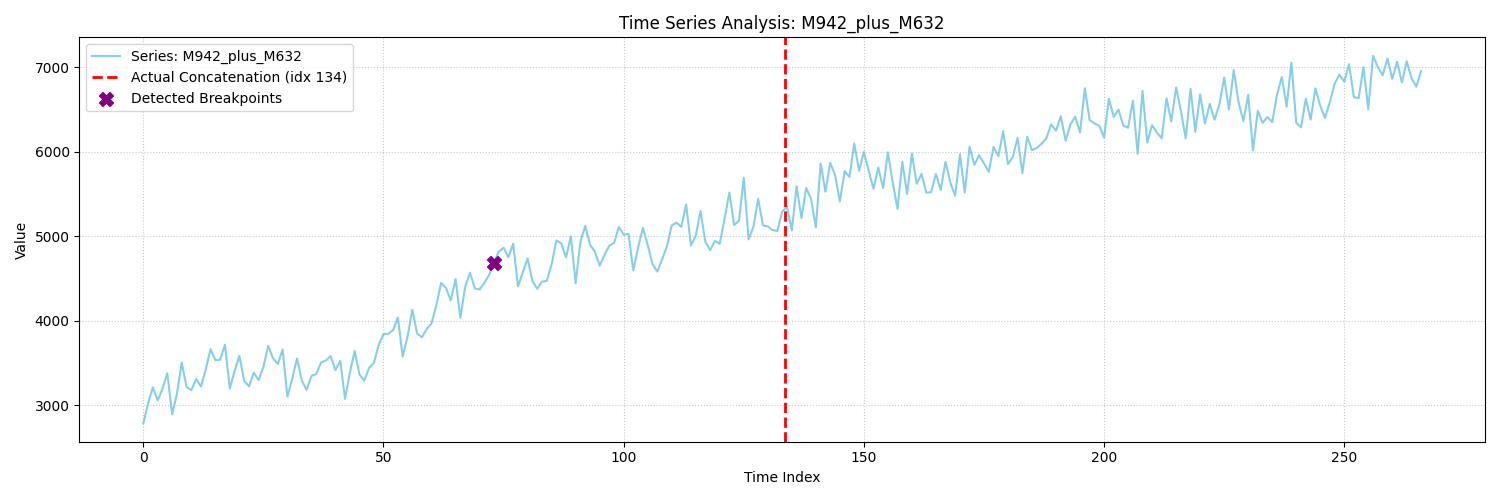 Time Series Analysis: M942_plus_M632
Series: M942_plus_M632
Actual Concatenation (idx 134)
Detected Breakpoints
Value
7000
6000
5000
4000
3000
0 50 100 150 200 250
Time Index